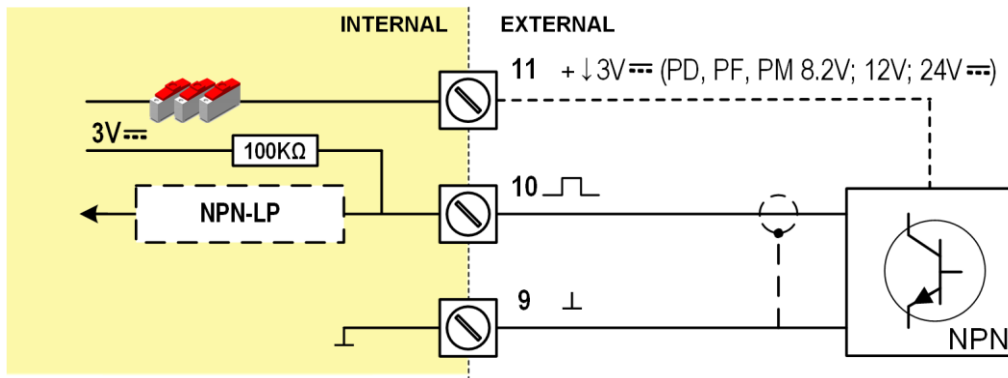 INTERNAL EXTERNAL
11 + ↓3V⎓ (PD, PF, PM 8.2V; 12V; 24V⎓)
3V⎓
100KΩ
10
NPN-LP
9 ⊥
NPN